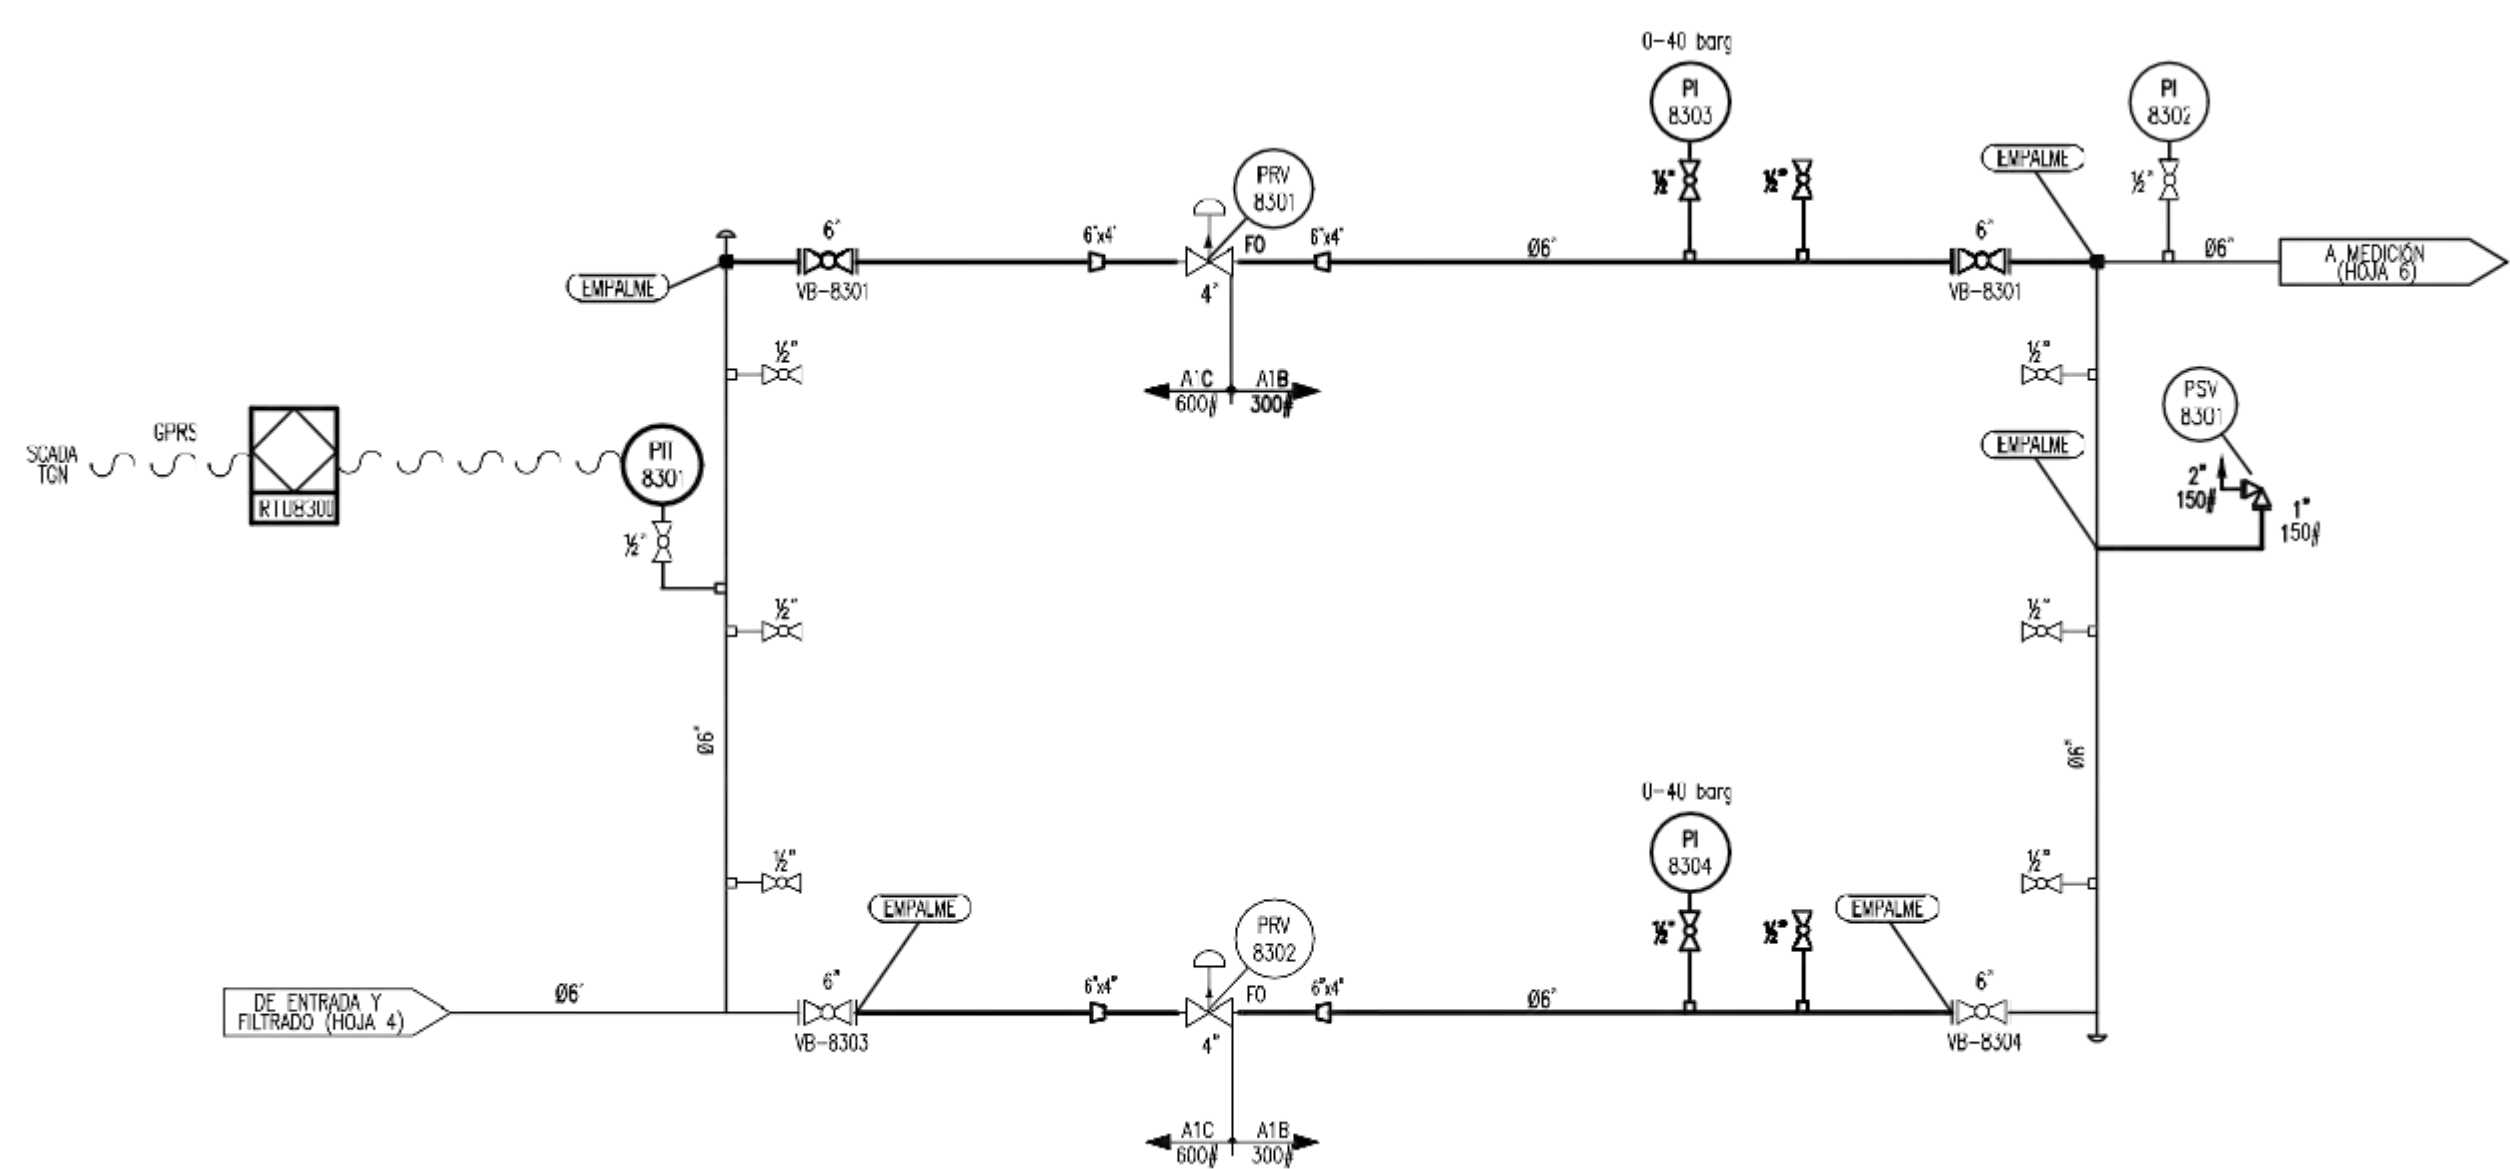 0-40 barg
PI
8303
PI
8302
EMPALME
½"
½"
½"
PRV
8301
6"
6"x4"
FO
6"x4"
Ø6"
6"
Ø6"
A MEDICIÓN
(HOJA 6)
EMPALME
VB-8301
4"
VB-8301
½"
½"
A1C
A1B
600#
300#
PSV
8301
GPRS
SCADA
TGN
RTU8300
PIT
8301
EMPALME
2"
150#
1"
150#
½"
½"
½"
Ø6"
Ø6"
0-40 barg
PI
8304
½"
½"
EMPALME
PRV
8302
½"
½"
EMPALME
DE ENTRADA Y
FILTRADO (HOJA 4)
Ø6"
6"
6"x4"
FO
6"x4"
Ø6"
6"
VB-8303
4"
VB-8304
A1C
A1B
600#
300#